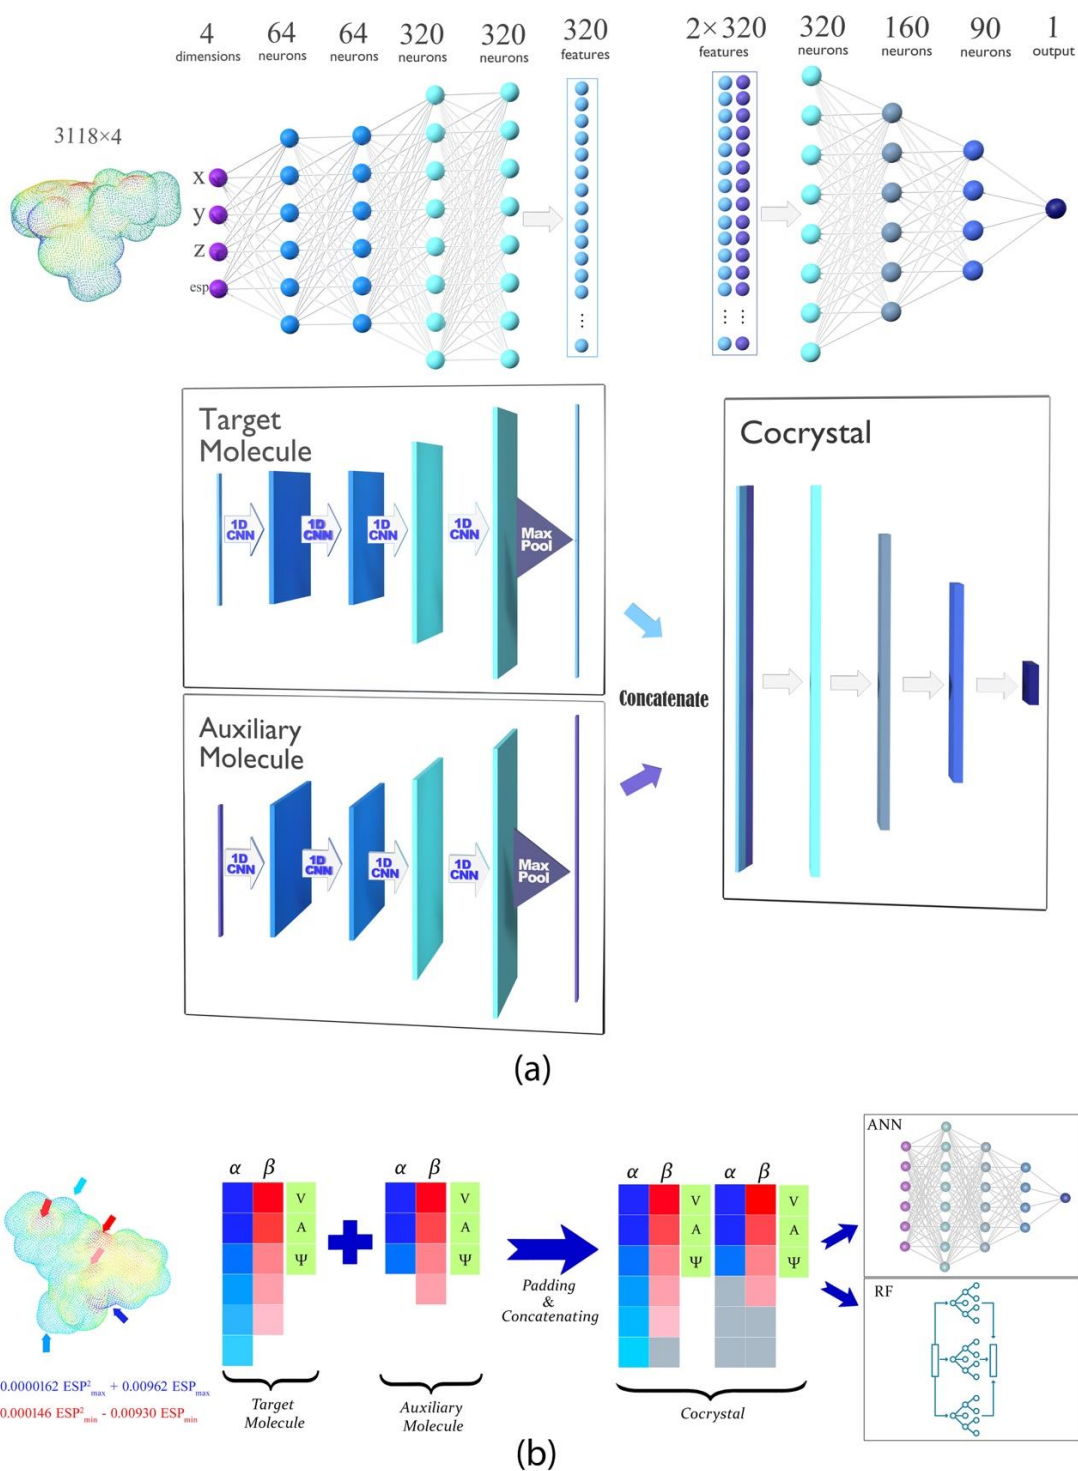 4 64 64 320 320 320 2×320 320 160 90 1
dimensions neurons neurons neurons neurons features features neurons neurons neurons output
3118×4
x
y
z
esp
Target
Molecule
1D
CNN
1D
CNN
1D
CNN
1D
CNN
Max
Pool
Auxiliary
Molecule
1D
CNN
1D
CNN
1D
CNN
1D
CNN
Max
Pool
Concatenate
Cocrystal
(a)
α β
V
A
Ψ
α β
V
A
Ψ
Padding
&
Concatenating
α β α β
V V
A A
Ψ Ψ
ANN
RF
0.0000162 ESP²max + 0.00962 ESPmax
0.000146 ESP²min - 0.00930 ESPmin
Target
Molecule
Auxiliary
Molecule
Cocrystal
(b)